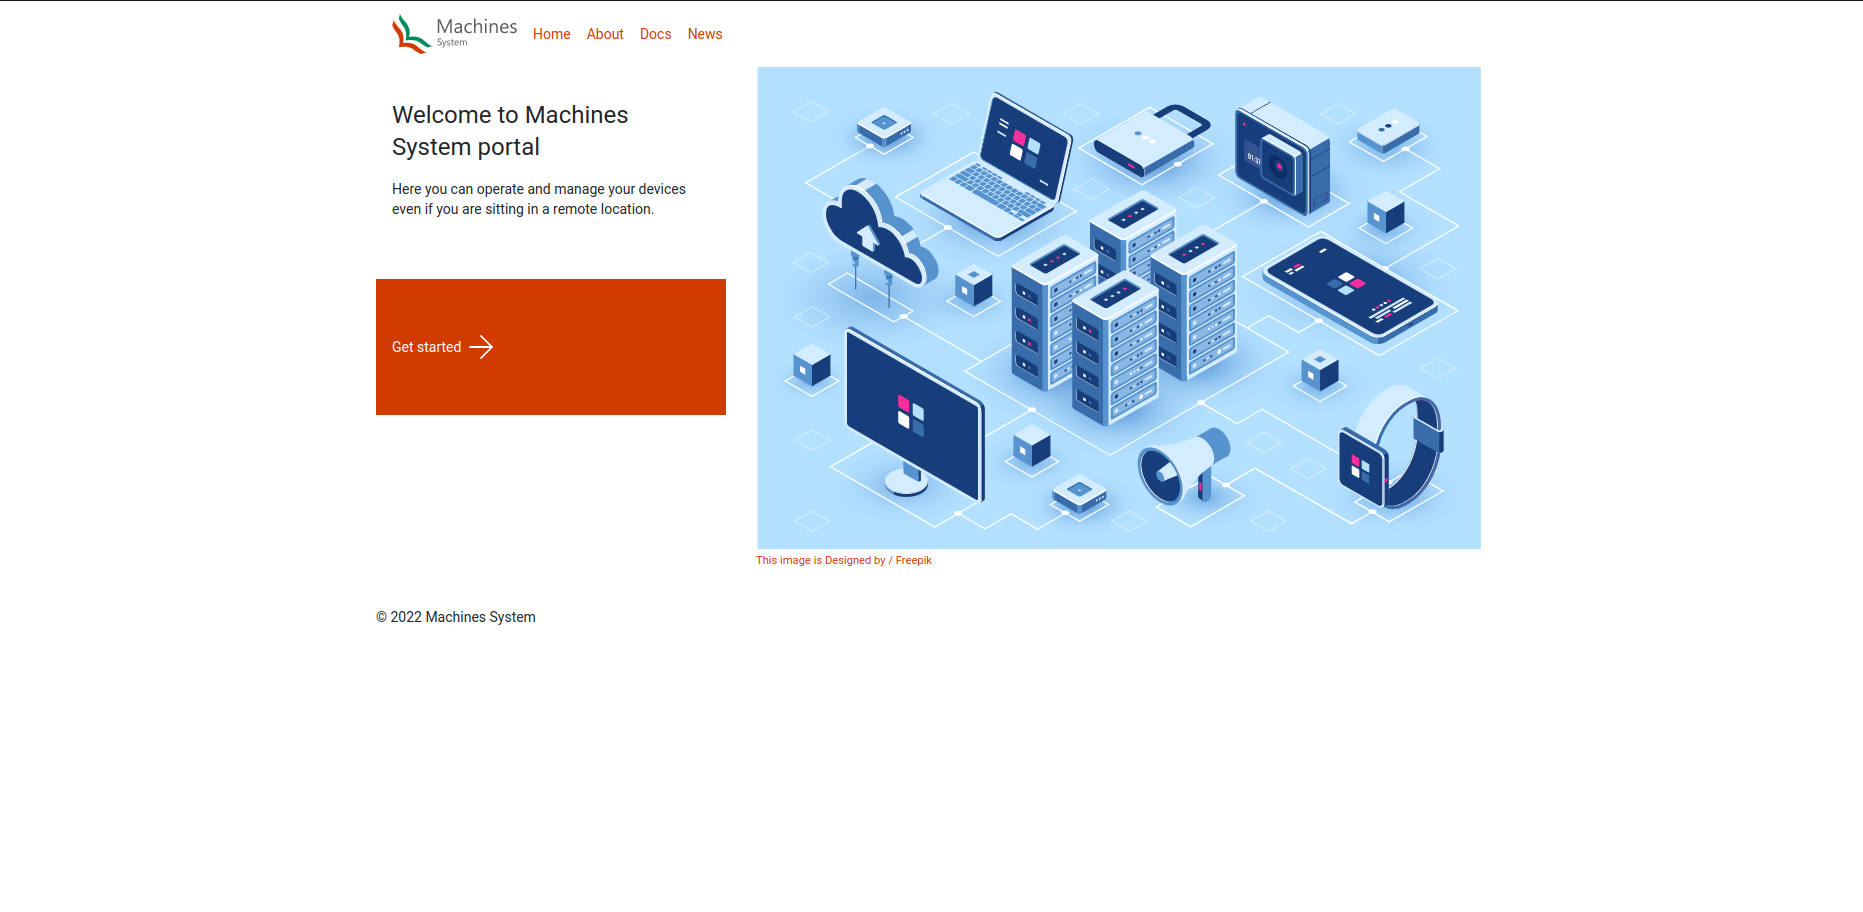 Machines
System
Home About Docs News
Welcome to Machines
System portal
Here you can operate and manage your devices
even if you are sitting in a remote location.
Get started
This image is Designed by / Freepik
© 2022 Machines System